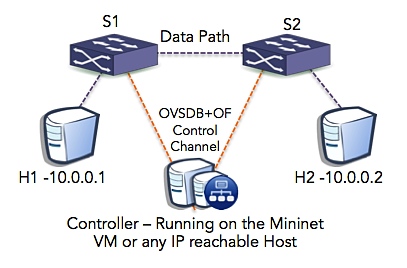 S1
Data Path
S2
OVSDB+OF
Control
Channel
H1 -10.0.0.1
H2 -10.0.0.2
Controller – Running on the Mininet
VM or any IP reachable Host